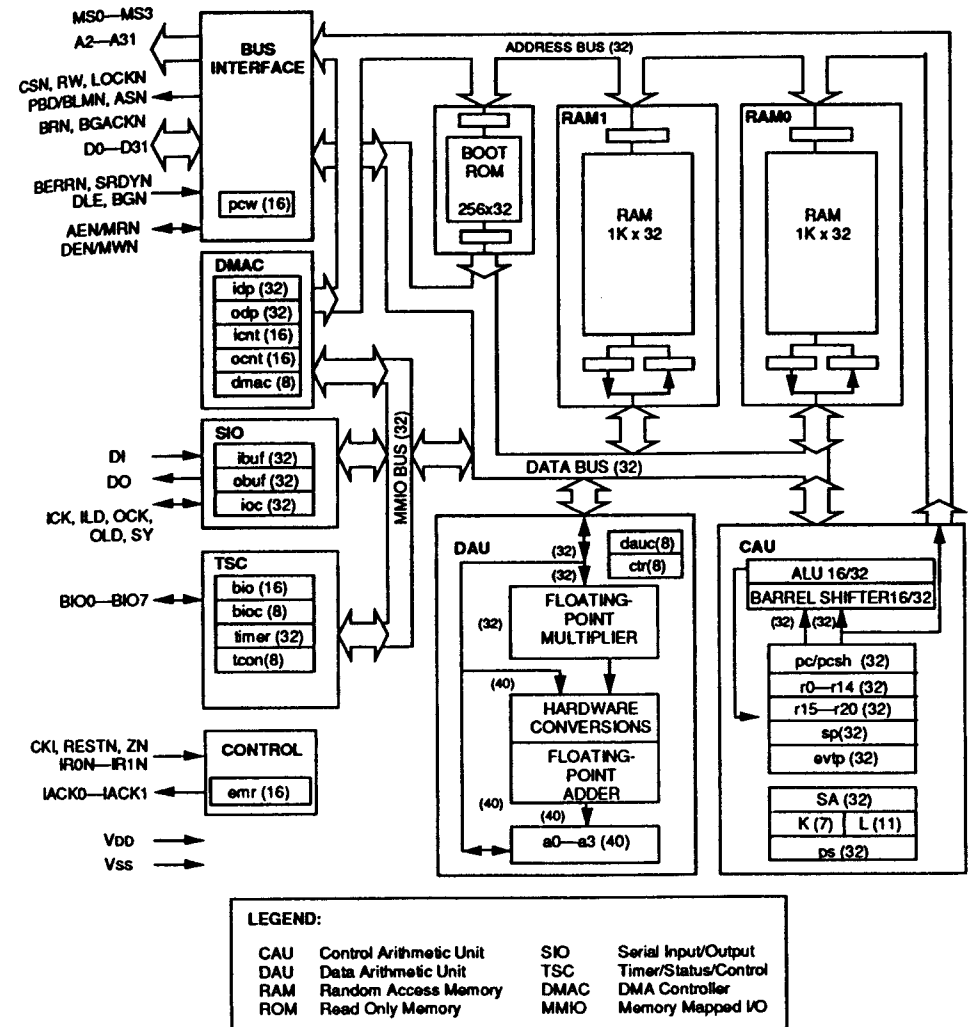 MS0—MS3
A2—A31
CSN, RW, LOCKN
PBD/BLMN, ASN
BRN, BGACKN
D0—D31
BERRN, SRDYN
DLE, BGN
AEN/MRN
DEN/MWN
BUS
INTERFACE
pcw (16)
ADDRESS BUS (32)
BOOT
ROM
256x32
RAM1
RAM
1K x 32
RAM0
RAM
1K x 32
DMAC
idp (32)
odp (32)
icnt (16)
ocnt (16)
dmac (8)
SIO
ibuf (32)
obuf (32)
ioc (32)
DI
DO
ICK, ILD, OCK,
OLD, SY
MMIO BUS (32)
DATA BUS (32)
TSC
bio (16)
bioc (8)
timer (32)
tcon(8)
BIO0—BIO7
CONTROL
emr (16)
CKI, RESTN, ZN
IR0N—IR1N
IACK0—IACK1
VDD
VSS
DAU
(32)
dauc(8)
ctr(8)
(32)
FLOATING-
POINT
MULTIPLIER
(32)
(40)
HARDWARE
CONVERSIONS
FLOATING-
POINT
ADDER
(40)
(40)
a0—a3 (40)
CAU
ALU 16/32
BARREL SHIFTER16/32
(32)
(32)
pc/pcsh (32)
r0—r14 (32)
r15—r20 (32)
sp(32)
evtp (32)
SA (32)
K (7)
L (11)
ps (32)
LEGEND:
CAU Control Arithmetic Unit
SIO Serial Input/Output
DAU Data Arithmetic Unit
TSC Timer/Status/Control
RAM Random Access Memory
DMAC DMA Controller
ROM Read Only Memory
MMIO Memory Mapped I/O